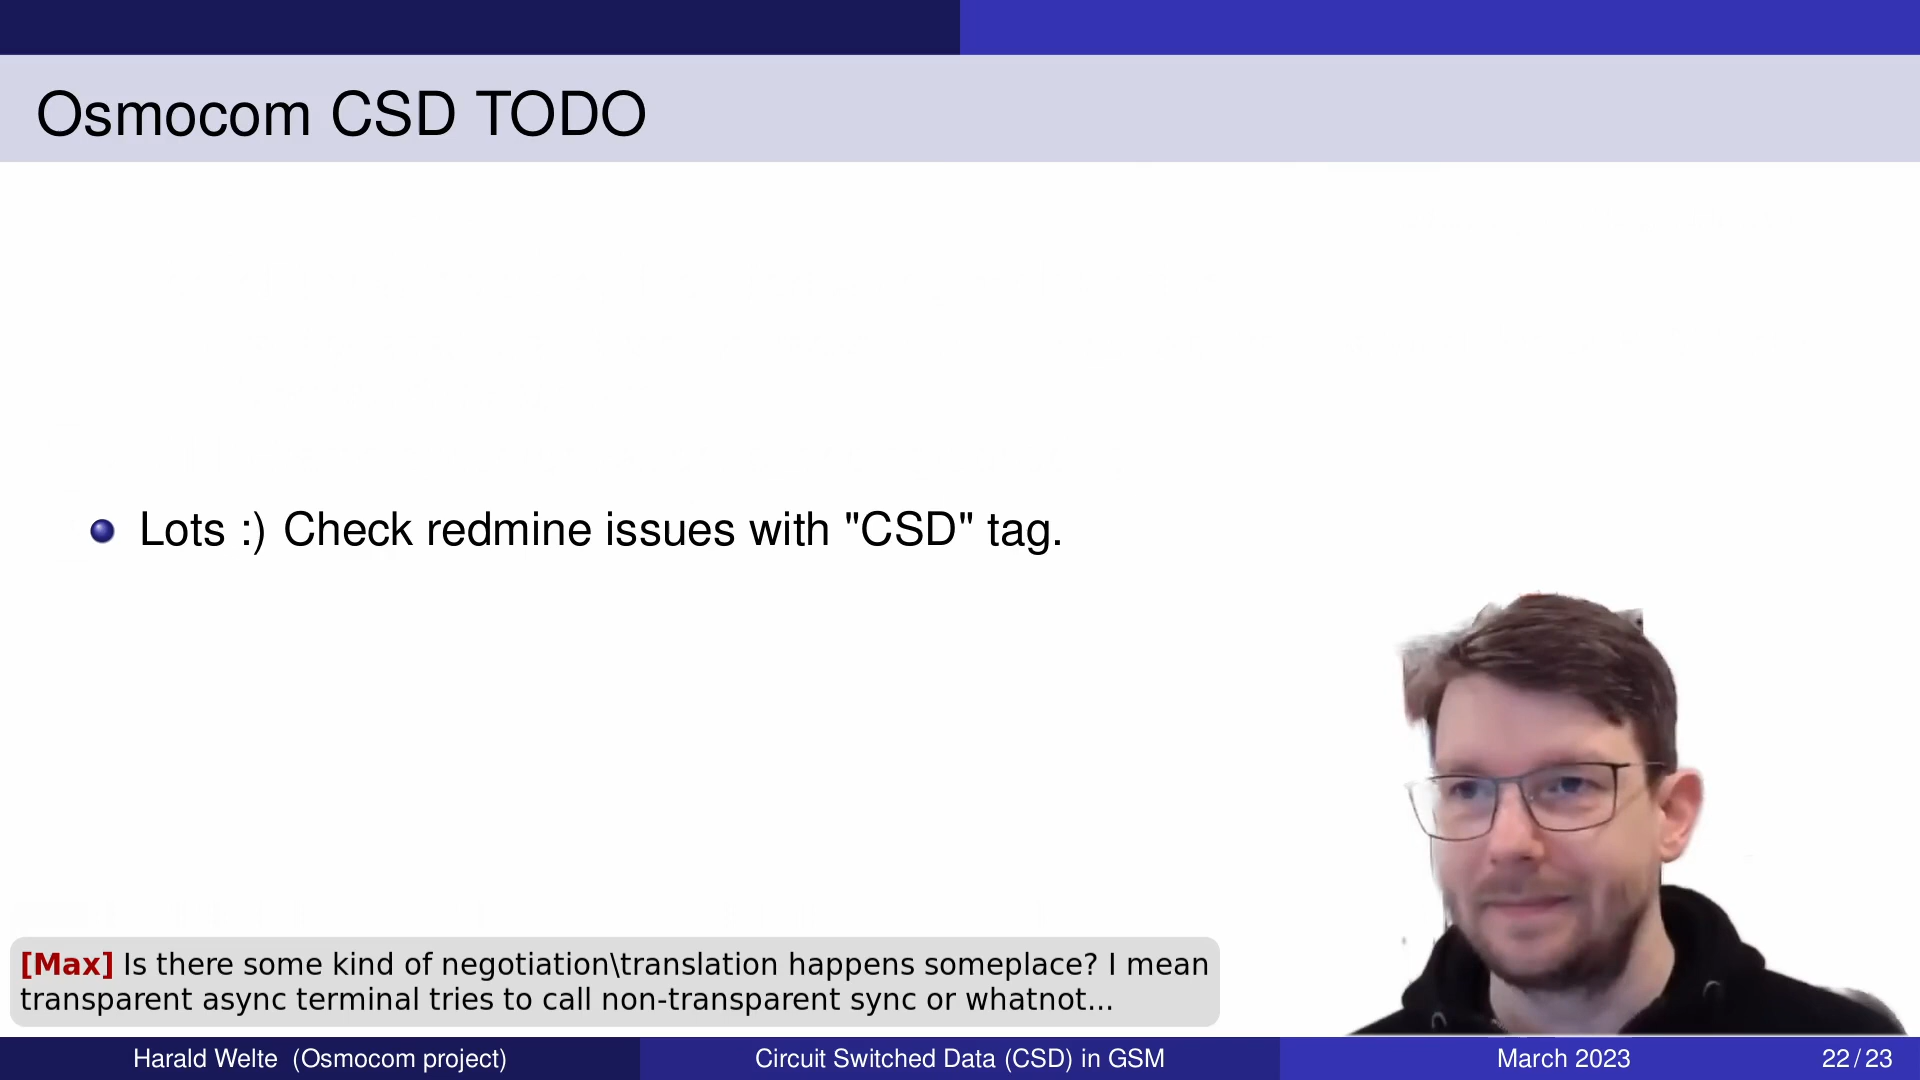 Osmocom CSD TODO
Lots :) Check redmine issues with "CSD" tag.
[Max] Is there some kind of negotiation\translation happens someplace? I mean
transparent async terminal tries to call non-transparent sync or whatnot...
Harald Welte (Osmocom project)
Circuit Switched Data (CSD) in GSM
March 2023
22/23